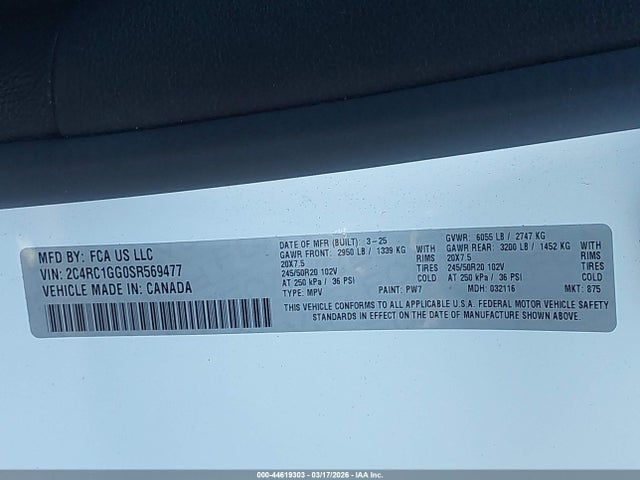 MFD BY: FCA US LLC
VIN: 2C4RC1GG0SR569477
VEHICLE MADE IN: CANADA
DATE OF MFR (BUILT): 3-25
GAWR FRONT: 2950 LB / 1339 KG WITH
20X7.5 RIMS
245/50R20 102V TIRES
AT 250 kPa / 36 PSI COLD
TYPE: MPV PAINT: PW7
GVWR: 6055 LB / 2747 KG
GAWR REAR: 3200 LB / 1452 KG WITH
20X7.5 RIMS
245/50R20 102V TIRES
AT 250 kPa / 36 PSI COLD
MDH: 032116 MKT: 875
THIS VEHICLE CONFORMS TO ALL APPLICABLE U.S.A. FEDERAL MOTOR VEHICLE SAFETY
STANDARDS IN EFFECT ON THE DATE OF MANUFACTURE SHOWN ABOVE.
000-44619303 - 03/17/2026 - IAAI.COM